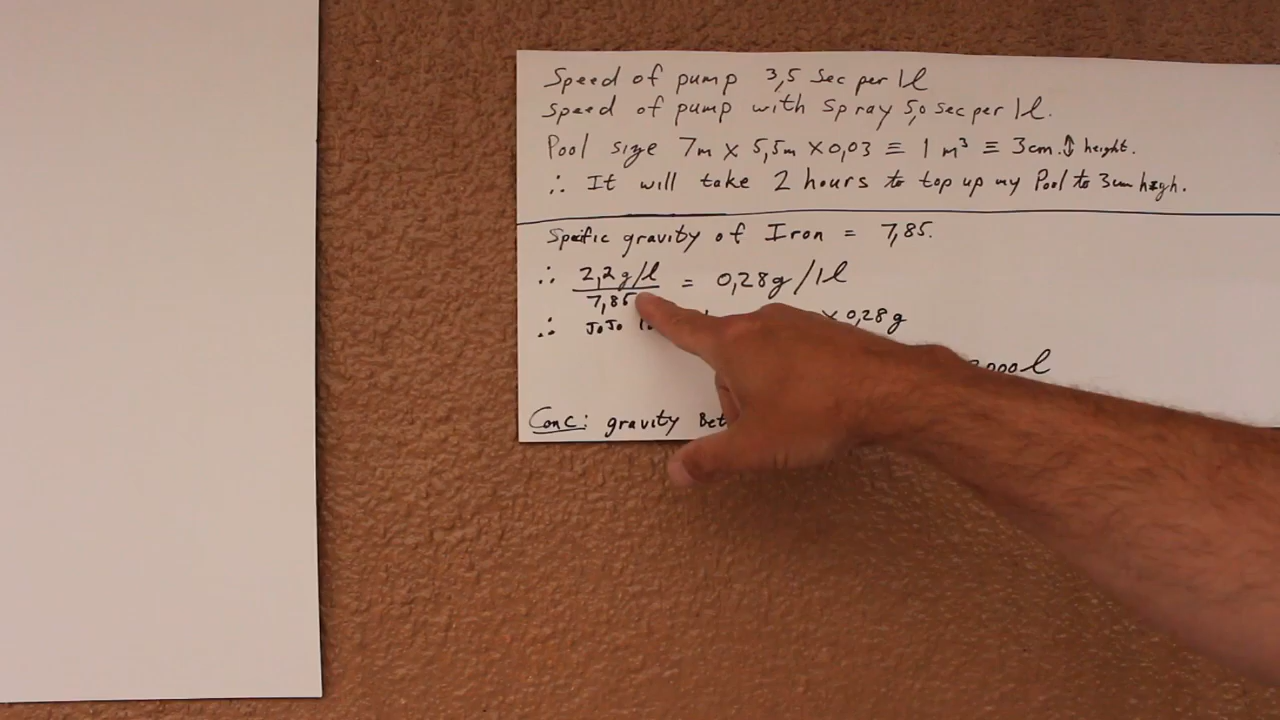 Speed of pump 3,5 Sec per 1l
Speed of pump with spray 5,0 sec per 1l.
Pool size 7m × 5,5m × 0,03 ≡ 1 m³ ≡ 3cm. ↕ height.
∴ It will take 2 hours to top up my Pool to 3cm high.
Specific gravity of Iron = 7,85.
∴ 2,2g/l / 7,85 = 0,28g/1l
∴ JoJo × 0,28g
000l
Conc: gravity